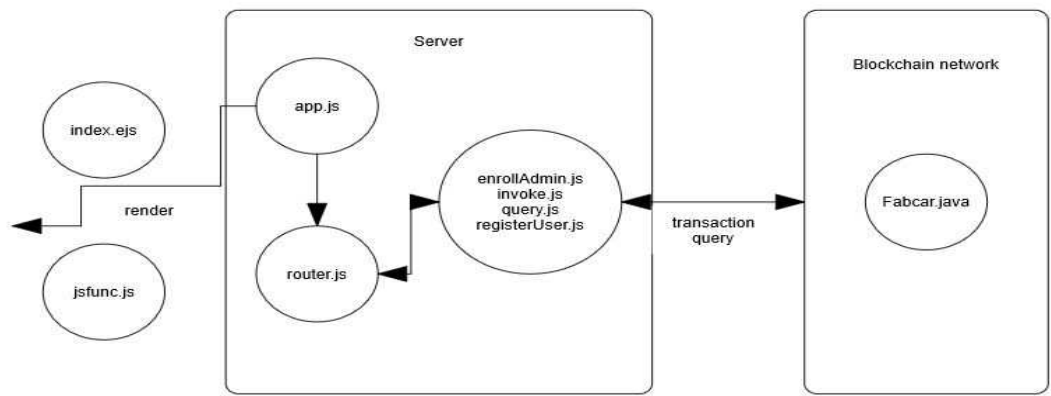 Server
Blockchain network
app.js
index.ejs
enrollAdmin.js
invoke.js
query.js
registerUser.js
Fabcar.java
render
transaction
query
router.js
jsfunc.js